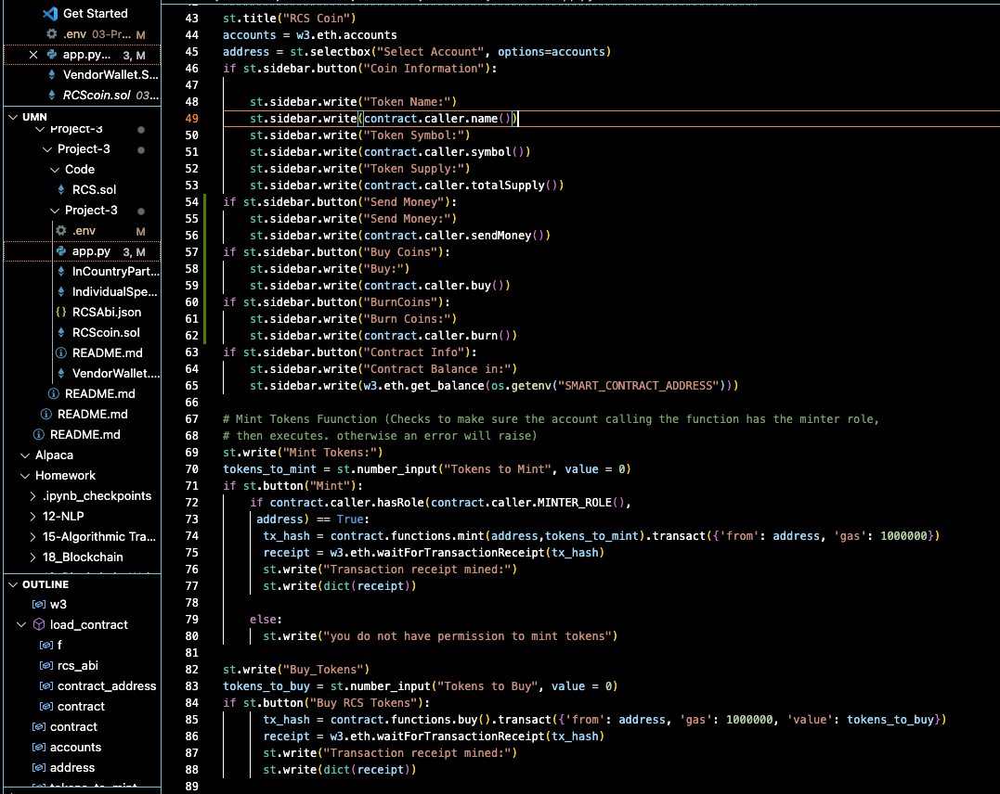 Get Started
.env 03-Pr... M
app.py... 3, M
VendorWallet.S...
RCScoin.sol 03...
UMN
Project-3
Project-3
Code
RCS.sol
Project-3
.env M
app.py 3, M
InCountryPart...
IndividualSpe...
RCSAbi.json
RCScoin.sol
README.md
VendorWallet....
README.md
README.md
README.md
Alpaca
Homework
.ipynb_checkpoints
12-NLP
15-Algorithmic Tra...
18_Blockchain
OUTLINE
w3
load_contract
f
rcs_abi
contract_address
contract
contract
accounts
address
tokens_to_mint
43 st.title("RCS Coin")
44 accounts = w3.eth.accounts
45 address = st.selectbox("Select Account", options=accounts)
46 if st.sidebar.button("Coin Information"):
47
48 st.sidebar.write("Token Name:")
49 st.sidebar.write(contract.caller.name())
50 st.sidebar.write("Token Symbol:")
51 st.sidebar.write(contract.caller.symbol())
52 st.sidebar.write("Token Supply:")
53 st.sidebar.write(contract.caller.totalSupply())
54 if st.sidebar.button("Send Money"):
55 st.sidebar.write("Send Money:")
56 st.sidebar.write(contract.caller.sendMoney())
57 if st.sidebar.button("Buy Coins"):
58 st.sidebar.write("Buy:")
59 st.sidebar.write(contract.caller.buy())
60 if st.sidebar.button("BurnCoins"):
61 st.sidebar.write("Burn Coins:")
62 st.sidebar.write(contract.caller.burn())
63 if st.sidebar.button("Contract Info"):
64 st.sidebar.write("Contract Balance in:")
65 st.sidebar.write(w3.eth.get_balance(os.getenv("SMART_CONTRACT_ADDRESS")))
66
67 # Mint Tokens Fuunction (Checks to make sure the account calling the function has the minter role,
68 # then executes. otherwise an error will raise)
69 st.write("Mint Tokens:")
70 tokens_to_mint = st.number_input("Tokens to Mint", value = 0)
71 if st.button("Mint"):
72 if contract.caller.hasRole(contract.caller.MINTER_ROLE(),
73 address) == True:
74 tx_hash = contract.functions.mint(address,tokens_to_mint).transact({'from': address, 'gas': 1000000})
75 receipt = w3.eth.waitForTransactionReceipt(tx_hash)
76 st.write("Transaction receipt mined:")
77 st.write(dict(receipt))
78
79 else:
80 st.write("you do not have permission to mint tokens")
81
82 st.write("Buy_Tokens")
83 tokens_to_buy = st.number_input("Tokens to Buy", value = 0)
84 if st.button("Buy RCS Tokens"):
85 tx_hash = contract.functions.buy().transact({'from': address, 'gas': 1000000, 'value': tokens_to_buy})
86 receipt = w3.eth.waitForTransactionReceipt(tx_hash)
87 st.write("Transaction receipt mined:")
88 st.write(dict(receipt))
89